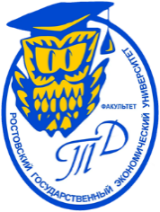 ФАКУЛЬТЕТ
ТД
РОСТОВСКИЙ ГОСУДАРСТВЕННЫЙ ЭКОНОМИЧЕСКИЙ УНИВЕРСИТЕТ